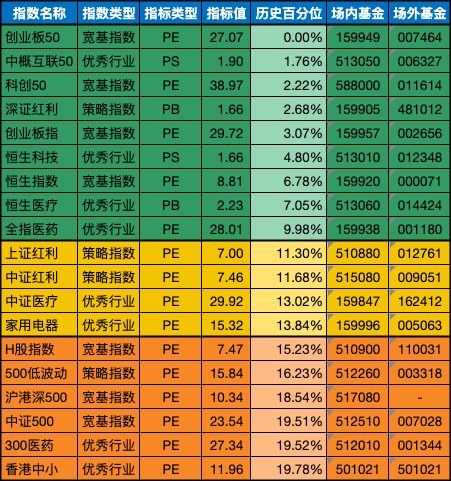 指数名称 指数类型 指标类型 指标值 历史百分位 场内基金 场外基金
创业板50 宽基指数 PE 27.07 0.00% 159949 007464
中概互联50 优秀行业 PS 1.90 1.76% 513050 006327
科创50 宽基指数 PE 38.97 2.22% 588000 011614
深证红利 策略指数 PB 1.66 2.68% 159905 481012
创业板指 宽基指数 PE 29.72 3.07% 159957 002656
恒生科技 优秀行业 PS 1.66 4.80% 513010 012348
恒生指数 宽基指数 PE 8.81 6.78% 159920 000071
恒生医疗 优秀行业 PB 2.23 7.05% 513060 014424
全指医药 优秀行业 PE 28.01 9.98% 159938 001180
上证红利 策略指数 PE 7.00 11.30% 510880 012761
中证红利 策略指数 PE 7.46 11.68% 515080 009051
中证医疗 优秀行业 PE 29.92 13.02% 159847 162412
家用电器 优秀行业 PE 15.32 13.84% 159996 005063
H股指数 宽基指数 PE 7.47 15.23% 510900 110031
500低波动 策略指数 PE 15.84 16.23% 512260 003318
沪港深500 宽基指数 PE 10.34 18.54% 517080 -
中证500 宽基指数 PE 23.54 19.51% 512510 007028
300医药 优秀行业 PE 27.34 19.52% 512010 001344
香港中小 优秀行业 PE 11.96 19.78% 501021 501021